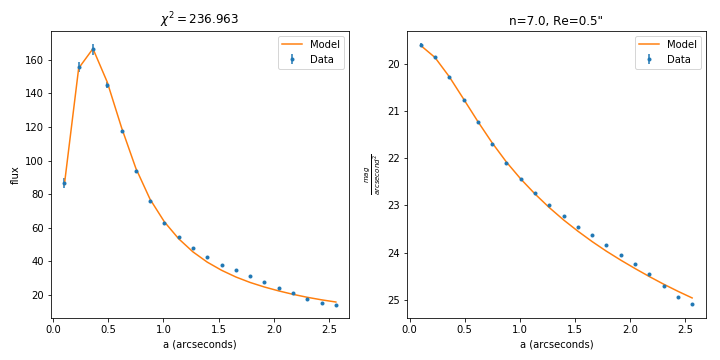 χ² = 236.963
Model
Data
flux
160
140
120
100
80
60
40
20
0.0 0.5 1.0 1.5 2.0 2.5
a (arcseconds)
n=7.0, Re=0.5"
Model
Data
mag
arcsecond²
20
21
22
23
24
25
0.0 0.5 1.0 1.5 2.0 2.5
a (arcseconds)